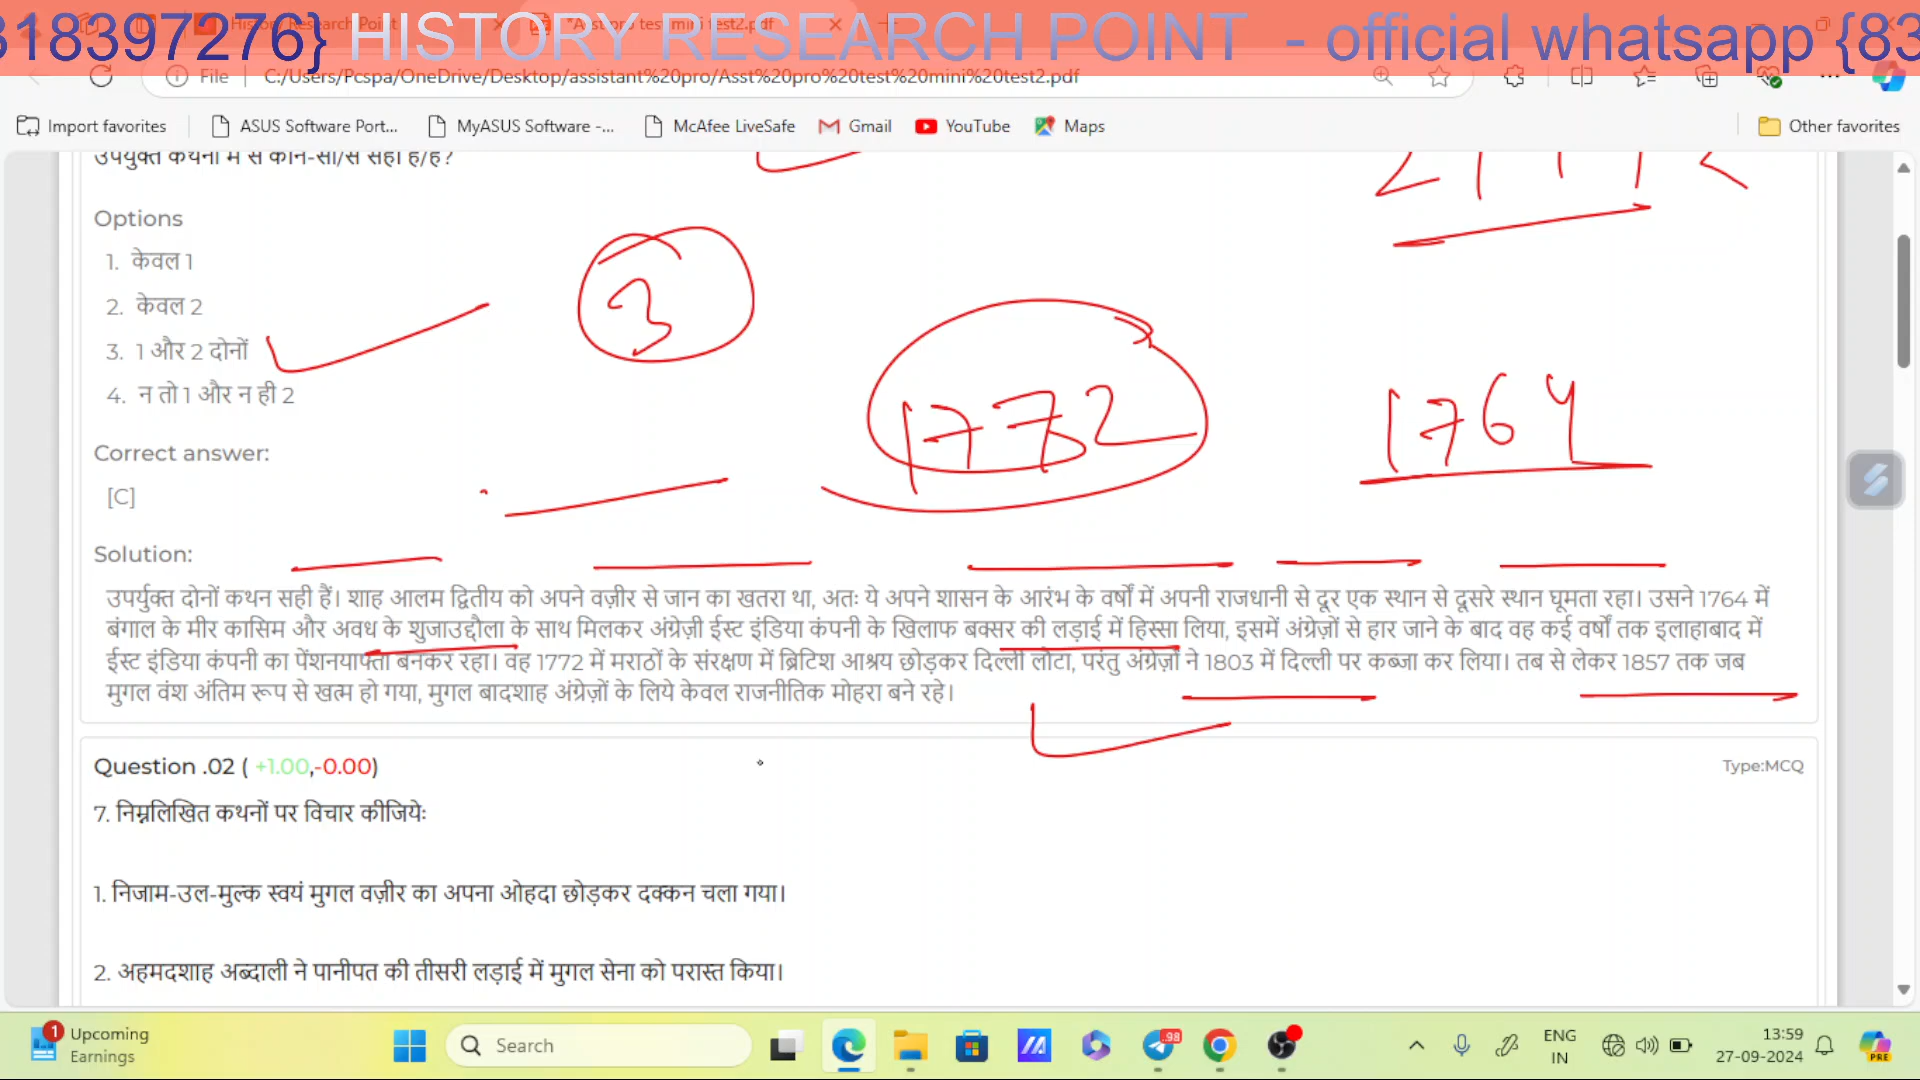 318397276} HISTORY RESEARCH POINT - official whatsapp {83
File C:/Users/Pcspa/OneDrive/Desktop/assistant%20pro/Asst%20pro%20test%20mini%20test2.pdf
Import favorites ASUS Software Port... MyASUS Software -... McAfee LiveSafe Gmail YouTube Maps Other favorites
उपर्युक्त कथनों में से कौन-सा/से सही है/हैं?
Options
1. केवल 1
2. केवल 2
3. 1 और 2 दोनों
4. न तो 1 और न ही 2
3
1772
1764
Correct answer:
[C]
Solution:
उपर्युक्त दोनों कथन सही हैं। शाह आलम द्वितीय को अपने वज़ीर से जान का खतरा था, अतः ये अपने शासन के आरंभ के वर्षों में अपनी राजधानी से दूर एक स्थान से दूसरे स्थान घूमता रहा। उसने 1764 में
बंगाल के मीर कासिम और अवध के शुजाउद्दौला के साथ मिलकर अंग्रेज़ी ईस्ट इंडिया कंपनी के खिलाफ बक्सर की लड़ाई में हिस्सा लिया, इसमें अंग्रेज़ों से हार जाने के बाद वह कई वर्षों तक इलाहाबाद में
ईस्ट इंडिया कंपनी का पेंशनयाफ्ता बनकर रहा। वह 1772 में मराठों के संरक्षण में ब्रिटिश आश्रय छोड़कर दिल्ली लौटा, परंतु अंग्रेज़ों ने 1803 में दिल्ली पर कब्जा कर लिया। तब से लेकर 1857 तक जब
मुगल वंश अंतिम रूप से खत्म हो गया, मुगल बादशाह अंग्रेज़ों के लिये केवल राजनीतिक मोहरा बने रहे।
Question .02 ( +1.00,-0.00)
Type:MCQ
7. निम्नलिखित कथनों पर विचार कीजियेः
1. निजाम-उल-मुल्क स्वयं मुगल वज़ीर का अपना ओहदा छोड़कर दक्कन चला गया।
2. अहमदशाह अब्दाली ने पानीपत की तीसरी लड़ाई में मुगल सेना को परास्त किया।
1 Upcoming
Earnings
Search
98
ENG
IN
13:59
27-09-2024
PRE